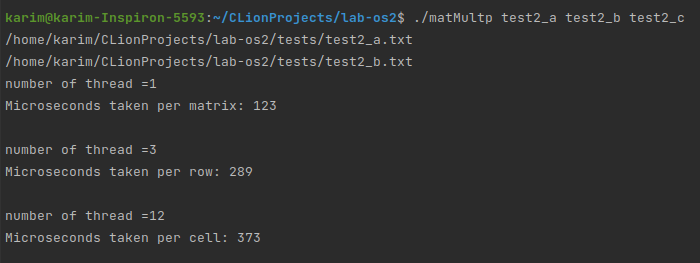 karim@karim-Inspiron-5593:~/CLionProjects/lab-os2$ ./matMultp test2_a test2_b test2_c
/home/karim/CLionProjects/lab-os2/tests/test2_a.txt
/home/karim/CLionProjects/lab-os2/tests/test2_b.txt
number of thread =1
Microseconds taken per matrix: 123
number of thread =3
Microseconds taken per row: 289
number of thread =12
Microseconds taken per cell: 373